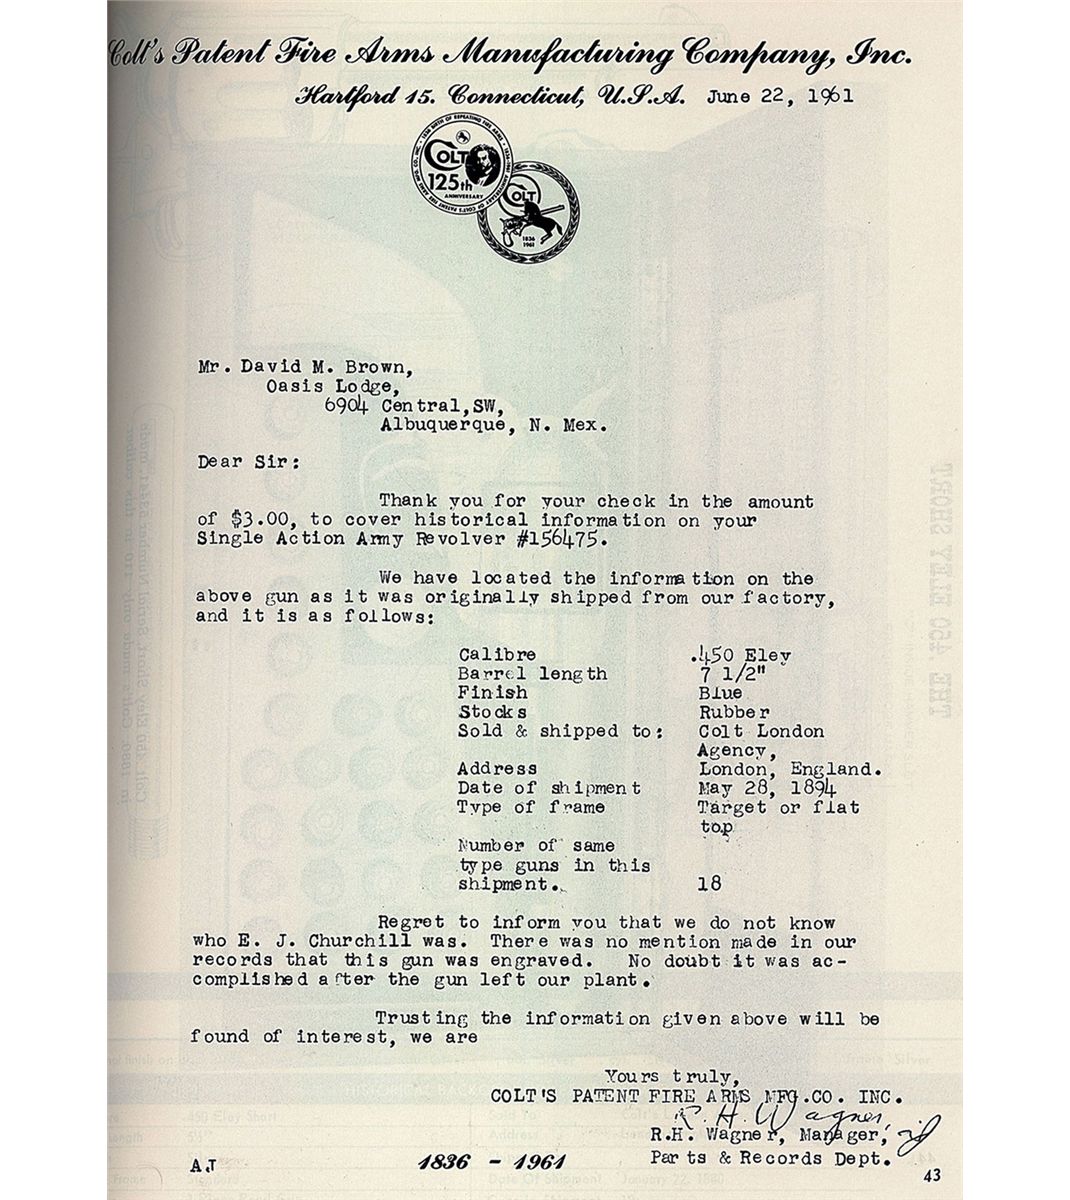 Colt's Patent Fire Arms Manufacturing Company, Inc.
Hartford 15. Connecticut, U.S.A. June 22, 1961
COLT
125th
ANNIVERSARY
COLT
1836
1961
Mr. David M. Brown,
Oasis Lodge,
6904 Central,SW,
Albuquerque, N. Mex.
Dear Sir:
Thank you for your check in the amount
of $3.00, to cover historical information on your
Single Action Army Revolver #156475.
We have located the information on the
above gun as it was originally shipped from our factory,
and it is as follows:
Calibre .450 Eley
Barrel length 7 1/2"
Finish Blue
Stocks Rubber
Sold & shipped to: Colt London
Agency,
Address London, England.
Date of shipment May 28, 1894
Type of frame Target or flat
top
Number of same
type guns in this
shipment. 18
Regret to inform you that we do not know
who E. J. Churchill was. There was no mention made in our
records that this gun was engraved. No doubt it was ac-
complished after the gun left our plant.
Trusting the information given above will be
found of interest, we are
Yours truly,
COLT'S PATENT FIRE ARMS MFG.CO. INC.
R. H. Wagner
R.H. Wagner, Manager,
Parts & Records Dept.
AJ
1836 - 1961
43